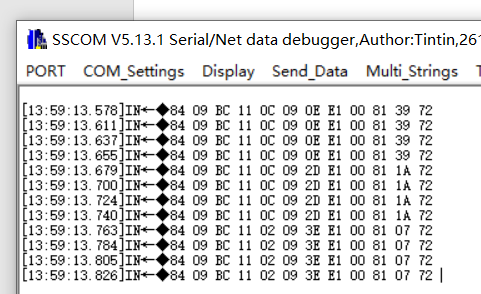 SSCOM V5.13.1 Serial/Net data debugger,Author:Tintin,261
PORT COM_Settings Display Send_Data Multi_Strings T
[13:59:13.578]IN←◆84 09 BC 11 0C 09 0E E1 00 81 39 72
[13:59:13.611]IN←◆84 09 BC 11 0C 09 0E E1 00 81 39 72
[13:59:13.637]IN←◆84 09 BC 11 0C 09 0E E1 00 81 39 72
[13:59:13.655]IN←◆84 09 BC 11 0C 09 0E E1 00 81 39 72
[13:59:13.679]IN←◆84 09 BC 11 0C 09 2D E1 00 81 1A 72
[13:59:13.700]IN←◆84 09 BC 11 0C 09 2D E1 00 81 1A 72
[13:59:13.724]IN←◆84 09 BC 11 0C 09 2D E1 00 81 1A 72
[13:59:13.740]IN←◆84 09 BC 11 0C 09 2D E1 00 81 1A 72
[13:59:13.763]IN←◆84 09 BC 11 02 09 3E E1 00 81 07 72
[13:59:13.784]IN←◆84 09 BC 11 02 09 3E E1 00 81 07 72
[13:59:13.805]IN←◆84 09 BC 11 02 09 3E E1 00 81 07 72
[13:59:13.826]IN←◆84 09 BC 11 02 09 3E E1 00 81 07 72